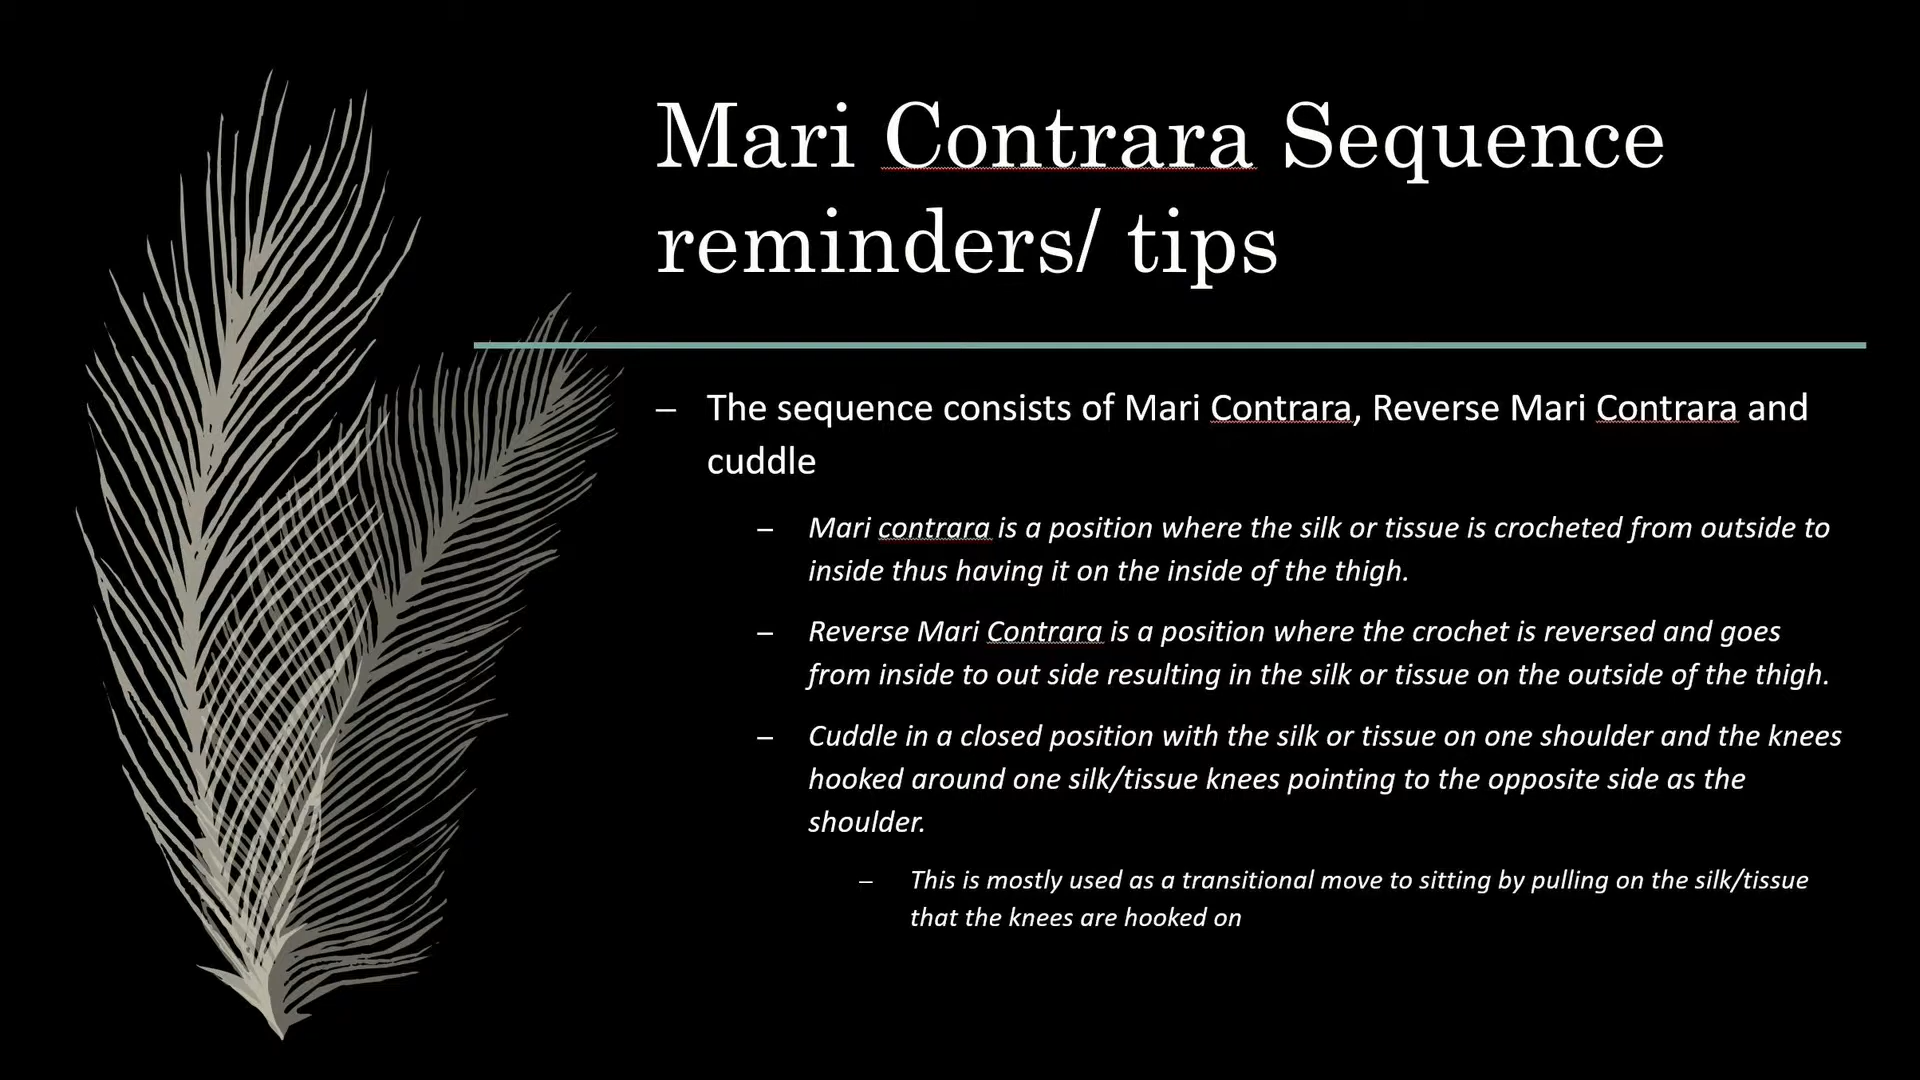 Mari Contrara Sequence
reminders/ tips
– The sequence consists of Mari Contrara, Reverse Mari Contrara and
cuddle
– Mari contrara is a position where the silk or tissue is crocheted from outside to
inside thus having it on the inside of the thigh.
– Reverse Mari Contrara is a position where the crochet is reversed and goes
from inside to out side resulting in the silk or tissue on the outside of the thigh.
– Cuddle in a closed position with the silk or tissue on one shoulder and the knees
hooked around one silk/tissue knees pointing to the opposite side as the
shoulder.
– This is mostly used as a transitional move to sitting by pulling on the silk/tissue
that the knees are hooked on